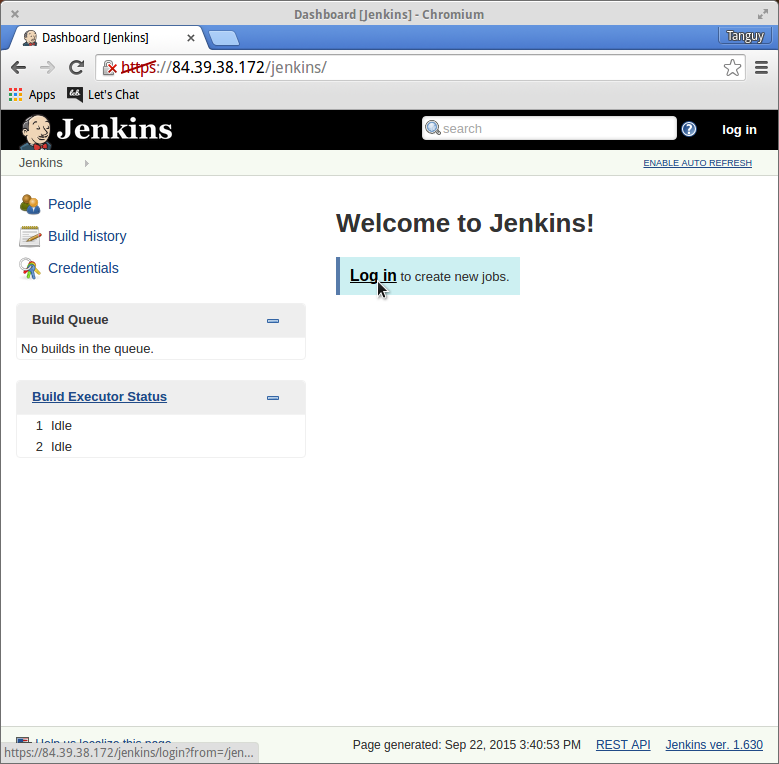 Dashboard [Jenkins] - Chromium
Dashboard [Jenkins]
Tanguy
https://84.39.38.172/jenkins/
Apps
Let's Chat
Jenkins
search
log in
Jenkins
ENABLE AUTO REFRESH
People
Build History
Credentials
Welcome to Jenkins!
Log in to create new jobs.
Build Queue
No builds in the queue.
Build Executor Status
1 Idle
2 Idle
Help us localize this page
Page generated: Sep 22, 2015 3:40:53 PM
REST API
Jenkins ver. 1.630
https://84.39.38.172/jenkins/login?from=/jen...